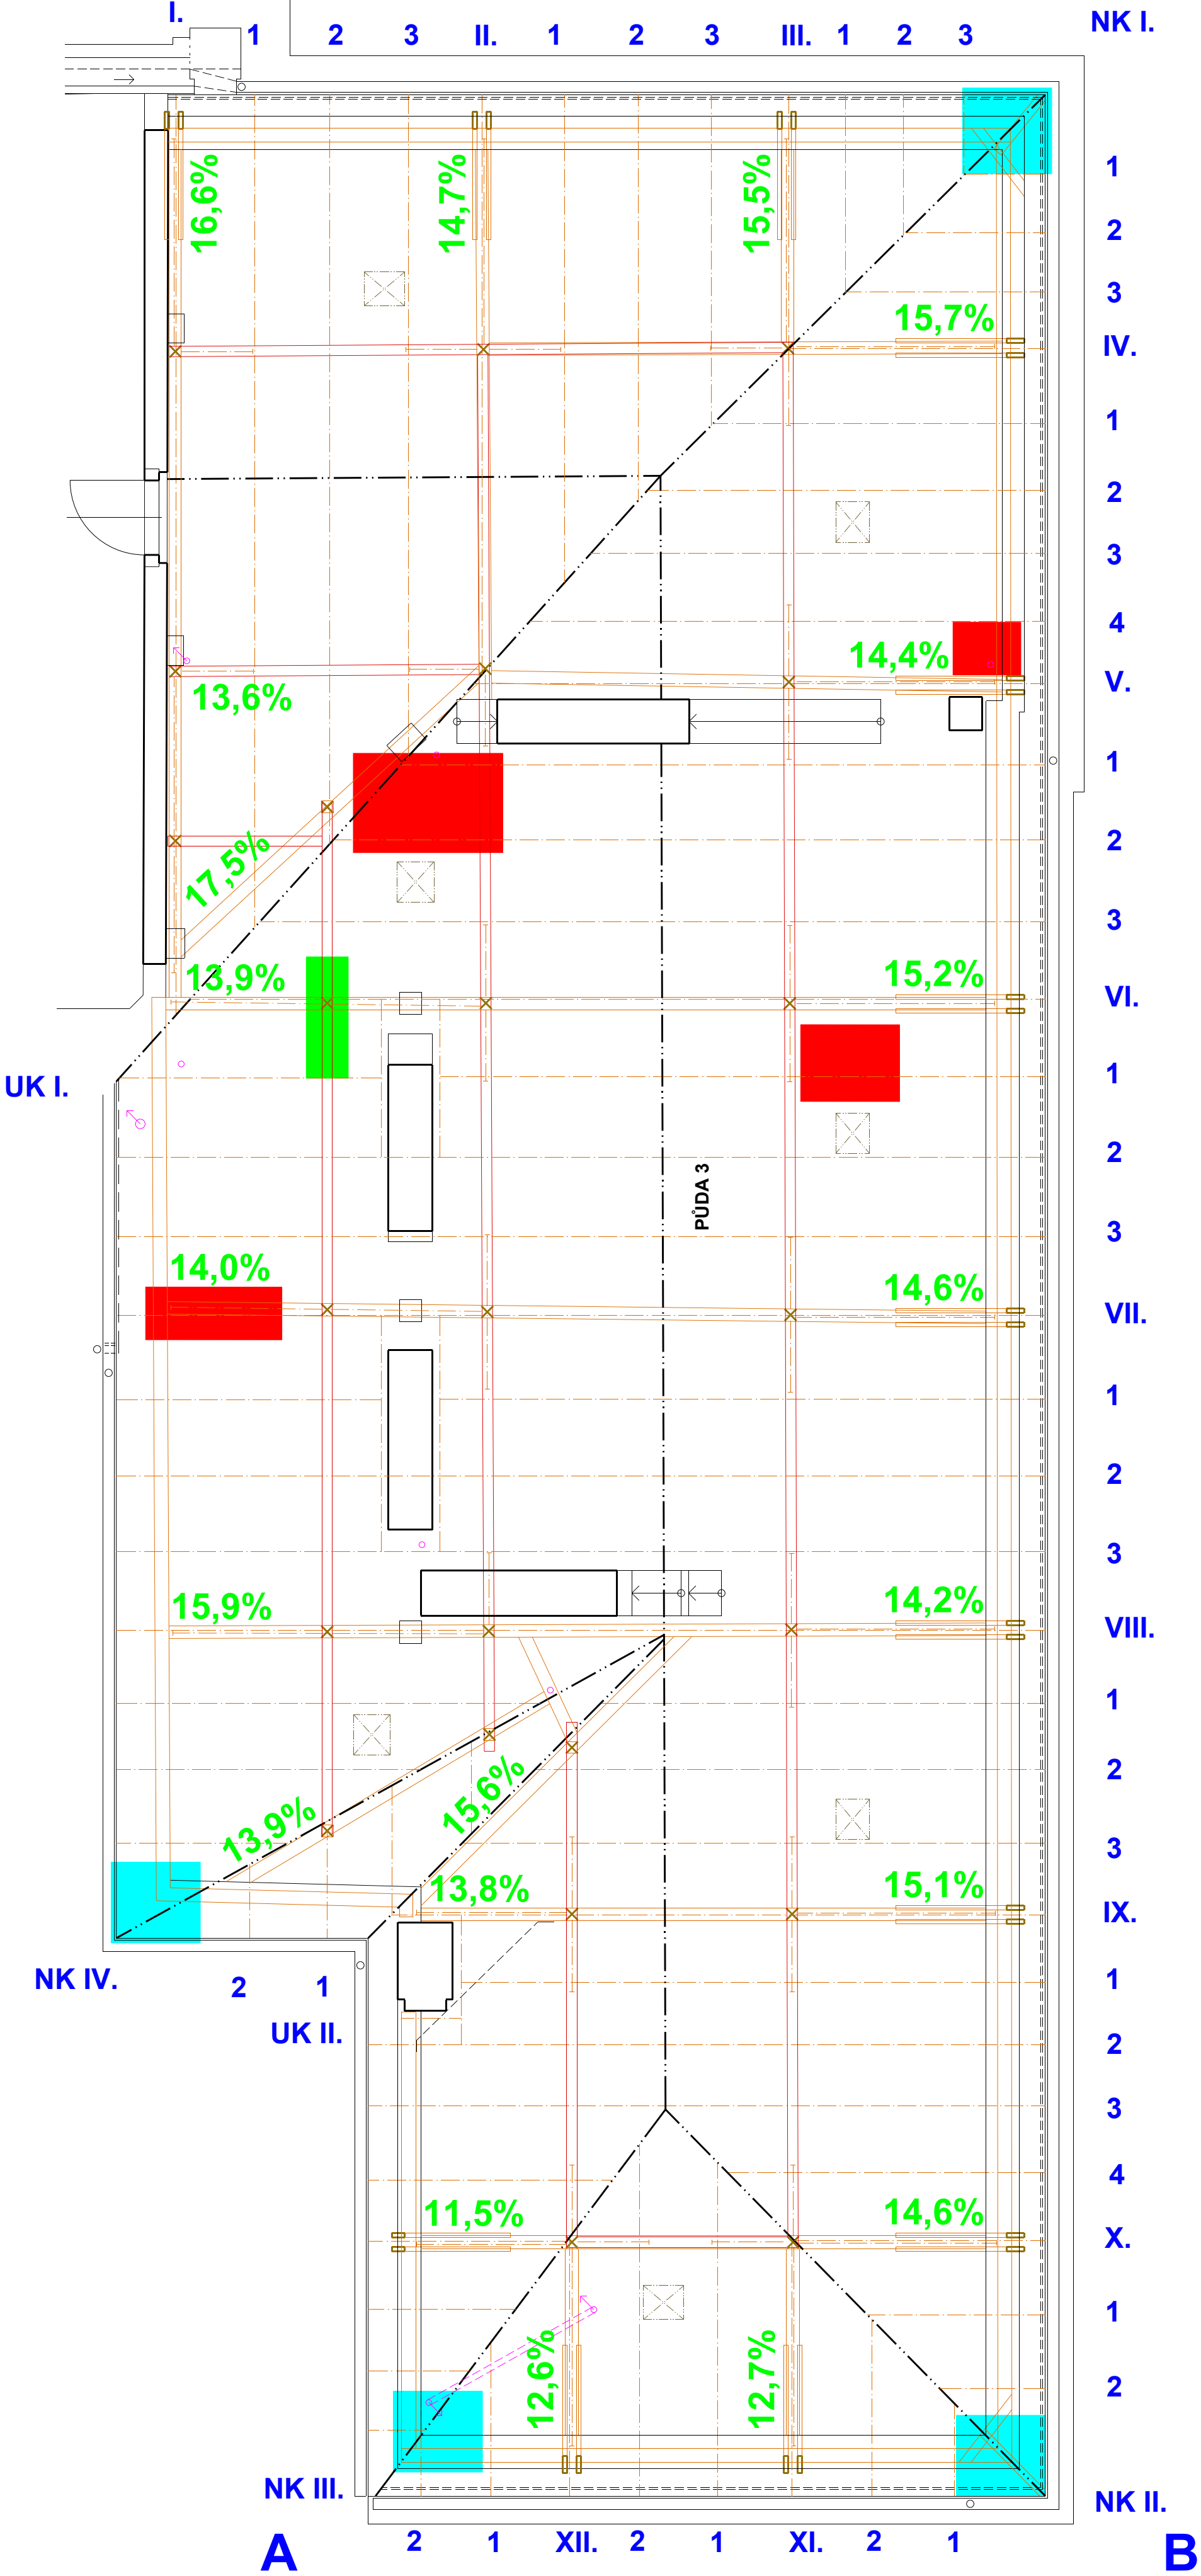 I. 1 2 3 II. 1 2 3 III. 1 2 3 NK I.
16,6% 14,7% 15,5%
1
2
3
15,7% IV.
1
2
3
4
14,4% V.
13,6%
1
17,5% 2
3
13,9% 15,2% VI.
UK I. 1
2
PŮDA 3
3
14,0% 14,6% VII.
1
2
3
15,9% 14,2% VIII.
1
15,6% 2
13,9% 3
13,8% 15,1% IX.
NK IV. 2 1 1
UK II. 2
3
4
11,5% 14,6% X.
1
12,6% 12,7% 2
NK III. NK II.
A 2 1 XII. 2 1 XI. 2 1 B